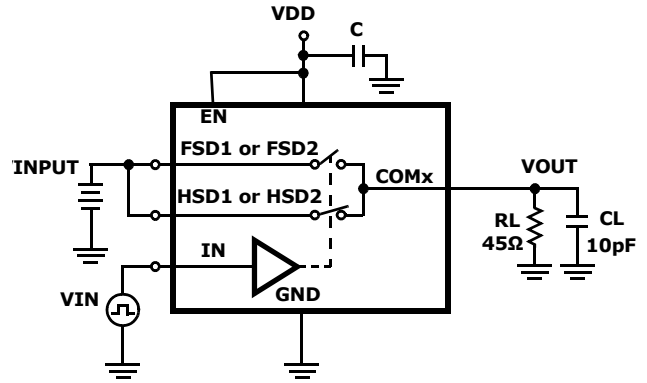 VDD
C
EN
FSD1 or FSD2
INPUT
COMx
VOUT
HSD1 or HSD2
RL
45Ω
CL
10pF
IN
VIN
GND